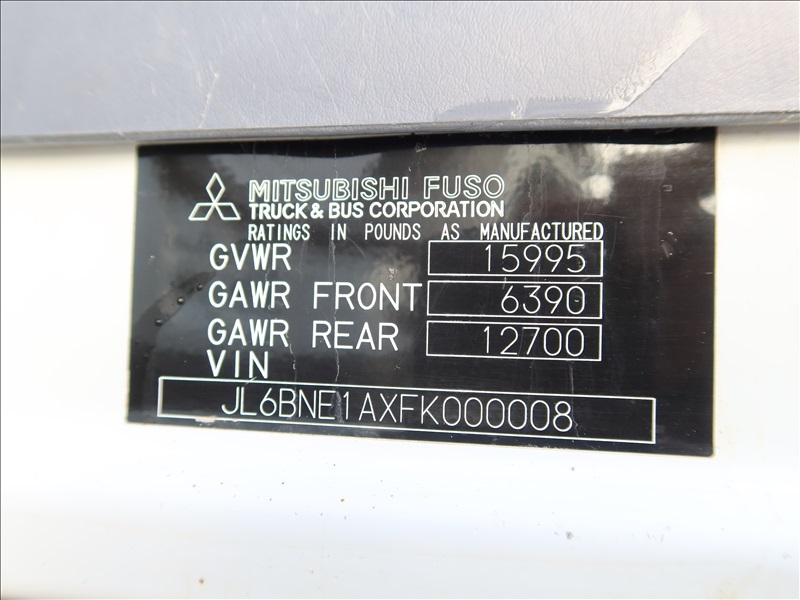 MITSUBISHI FUSO
TRUCK & BUS CORPORATION
RATINGS IN POUNDS AS MANUFACTURED
GVWR 15995
GAWR FRONT 6390
GAWR REAR 12700
VIN
JL6BNE1AXFK000008